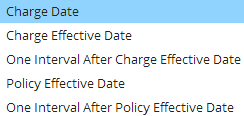 Charge Date
Charge Effective Date
One Interval After Charge Effective Date
Policy Effective Date
One Interval After Policy Effective Date